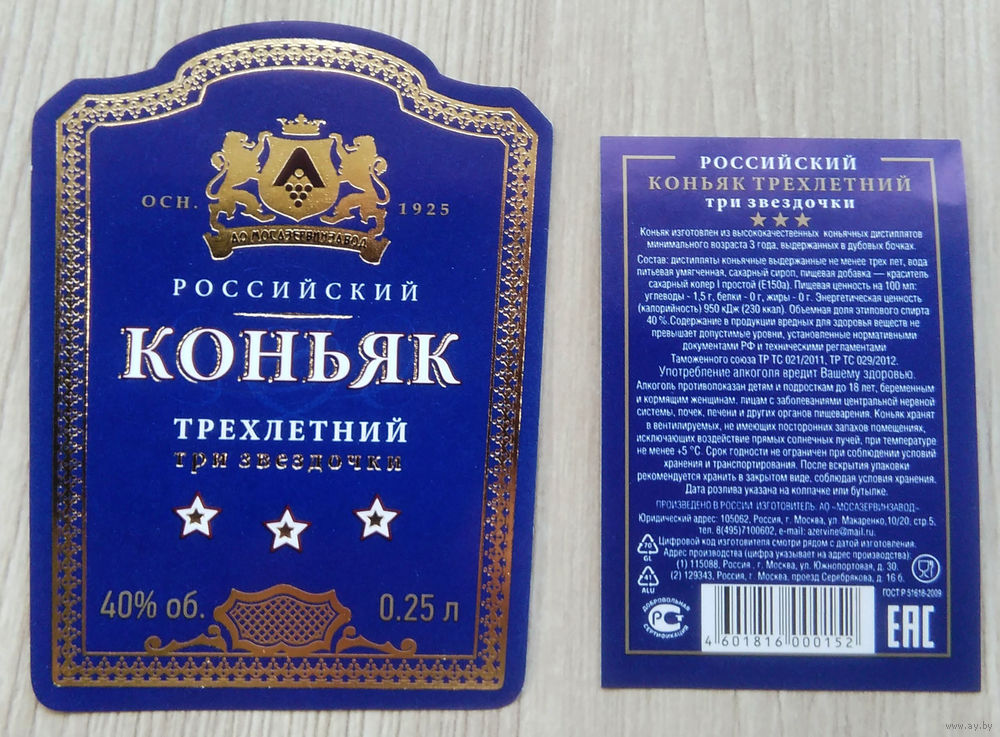 ОСН. 1925
АО МОСАЗЕРВИНЗАВОД
РОССИЙСКИЙ
КОНЬЯК
ТРЕХЛЕТНИЙ
три звездочки
40% об. 0.25 л
РОССИЙСКИЙ
КОНЬЯК ТРЕХЛЕТНИЙ
три звездочки
Коньяк изготовлен из высококачественных коньячных дистиллятов
минимального возраста 3 года, выдержанных в дубовых бочках.
Состав: дистилляты коньячные выдержанные не менее трех лет, вода
питьевая умягченная, сахарный сироп, пищевая добавка — краситель
сахарный колер I простой (Е150а). Пищевая ценность на 100 мл:
углеводы - 1,5 г, белки - 0 г, жиры - 0 г. Энергетическая ценность
(калорийность) 950 кДж (230 ккал). Объемная доля этилового спирта
40 %.Содержание в продукции вредных для здоровья веществ не
превышает допустимые уровни, установленные нормативными
документами РФ и техническими регламентами
Таможенного союза ТР ТС 021/2011, ТР ТС 029/2012.
Употребление алкоголя вредит Вашему здоровью.
Алкоголь противопоказан детям и подросткам до 18 лет, беременным
и кормящим женщинам, лицам с заболеваниями центральной нервной
системы, почек, печени и других органов пищеварения. Коньяк хранят
в вентилируемых, не имеющих посторонних запахов помещениях,
исключающих воздействие прямых солнечных лучей, при температуре
не менее +5 °С. Срок годности не ограничен при соблюдении условий
хранения и транспортирования. После вскрытия упаковки
рекомендуется хранить в закрытом виде, соблюдая условия хранения.
Дата розлива указана на колпачке или бутылке.
ПРОИЗВЕДЕНО В РОССИИ. ИЗГОТОВИТЕЛЬ: АО «МОСАЗЕРВИНЗАВОД»
Юридический адрес: 105062, Россия, г. Москва, ул. Макаренко,10/20, стр.5,
тел. 8(495)7100602, e-mail: azervine@mail.ru.
Цифровой код изготовителя смотри рядом с датой изготовления.
Адрес производства (цифра указывает на адрес производства):
(1) 115088, Россия , г. Москва, ул. Южнопортовая, д. 30.
(2) 129343, Россия, г. Москва, проезд Серебрякова, д. 16 б.
70
GL
41
ALU
ГОСТ Р 51618-2009
ДОБРОВОЛЬНАЯ
СЕРТИФИКАЦИЯ
4 601816 000152
EAC
www.ay.by